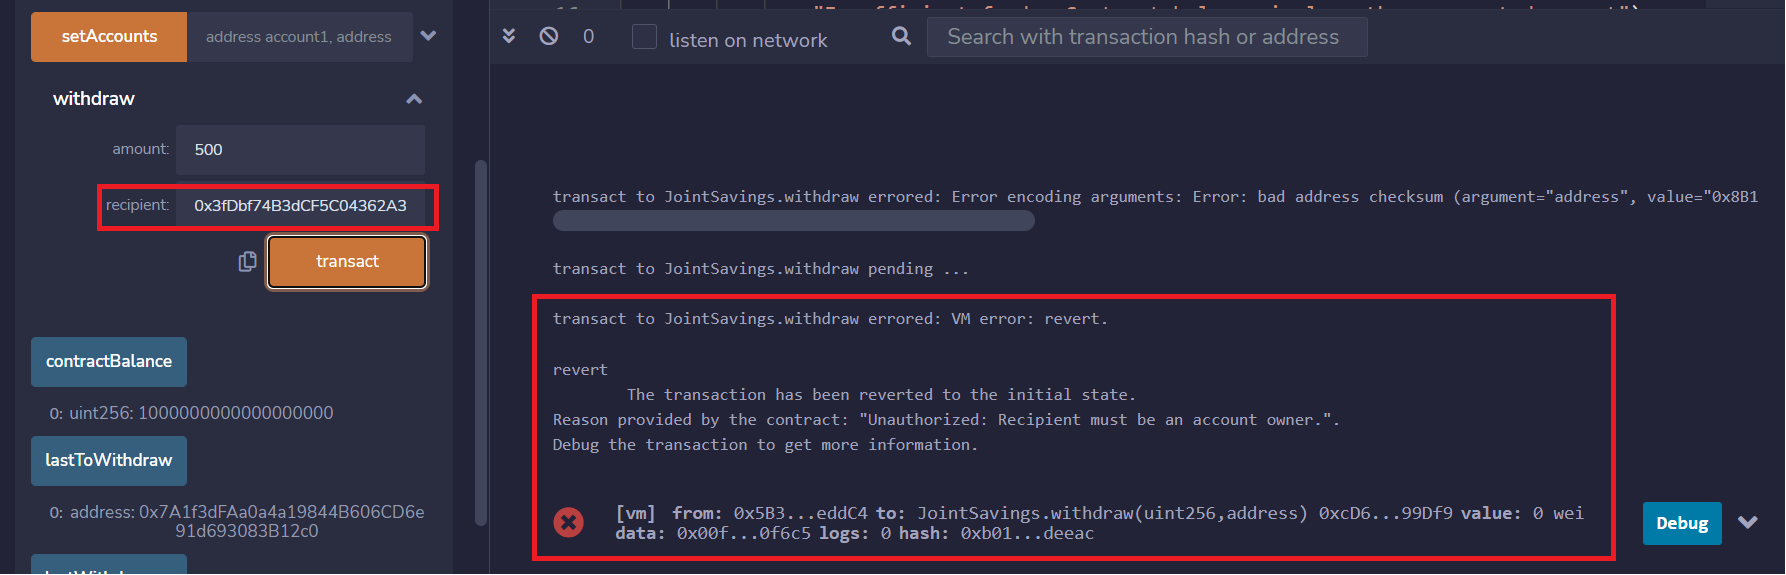 setAccounts
address account1, address
withdraw
amount:
500
recipient:
0x3fDbf74B3dCF5C04362A3
transact
contractBalance
0: uint256: 1000000000000000000
lastToWithdraw
0: address: 0x7A1f3dFAa0a4a19844B606CD6e
91d693083B12c0
0
listen on network
Search with transaction hash or address
transact to JointSavings.withdraw errored: Error encoding arguments: Error: bad address checksum (argument="address", value="0x8B1
transact to JointSavings.withdraw pending ...
transact to JointSavings.withdraw errored: VM error: revert.
revert
The transaction has been reverted to the initial state.
Reason provided by the contract: "Unauthorized: Recipient must be an account owner.".
Debug the transaction to get more information.
[vm] from: 0x5B3...eddC4 to: JointSavings.withdraw(uint256,address) 0xcD6...99Df9 value: 0 wei
data: 0x00f...0f6c5 logs: 0 hash: 0xb01...deeac
Debug